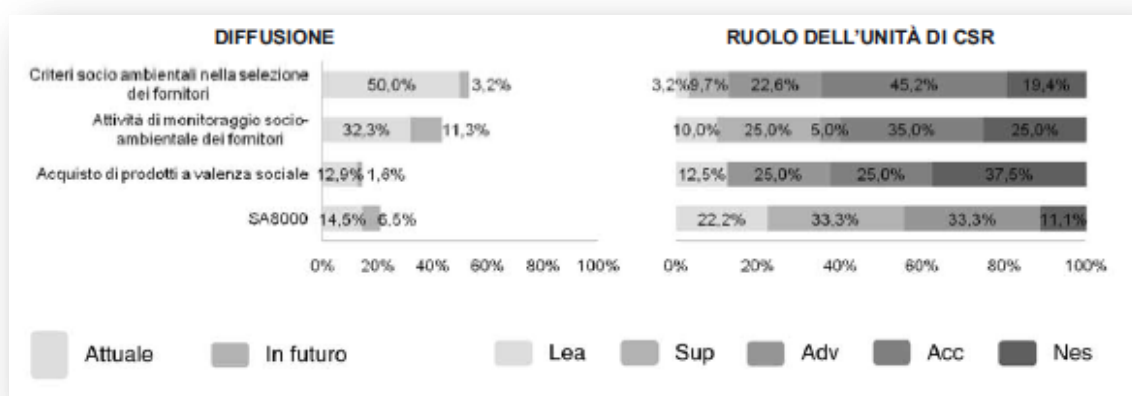 DIFFUSIONE
RUOLO DELL'UNITÀ DI CSR
Criteri socio ambientali nella selezione
dei fornitori
50,0% 3,2%
3,2% 9,7% 22,6% 45,2% 19,4%
Attività di monitoraggio socio-
ambientale dei fornitori
32,3% 11,3%
10,0% 25,0% 5,0% 35,0% 25,0%
Acquisto di prodotti a valenza sociale
12,9% 1,6%
12,5% 25,0% 25,0% 37,5%
SA8000
14,5% 6,5%
22,2% 33,3% 33,3% 11,1%
0% 20% 40% 60% 80% 100%
0% 20% 40% 60% 80% 100%
Attuale In futuro
Lea Sup Adv Acc Nes